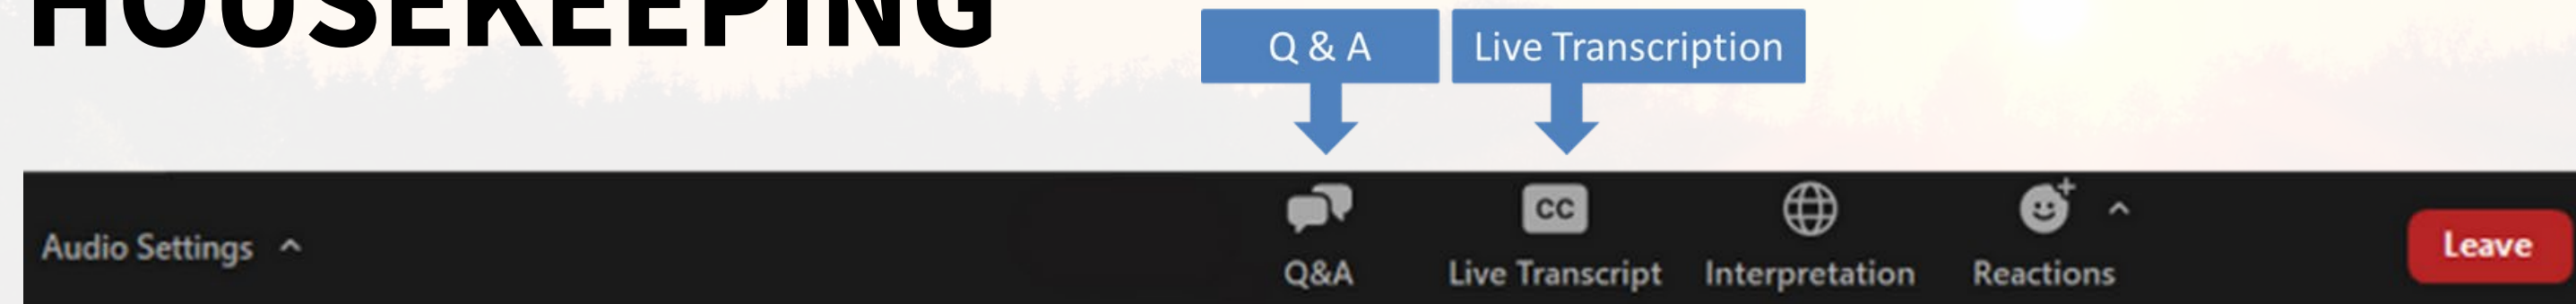 HOUSEKEEPING
Q & A
Live Transcription
Audio Settings
CC
Q&A
Live Transcript
Interpretation
Reactions
Leave